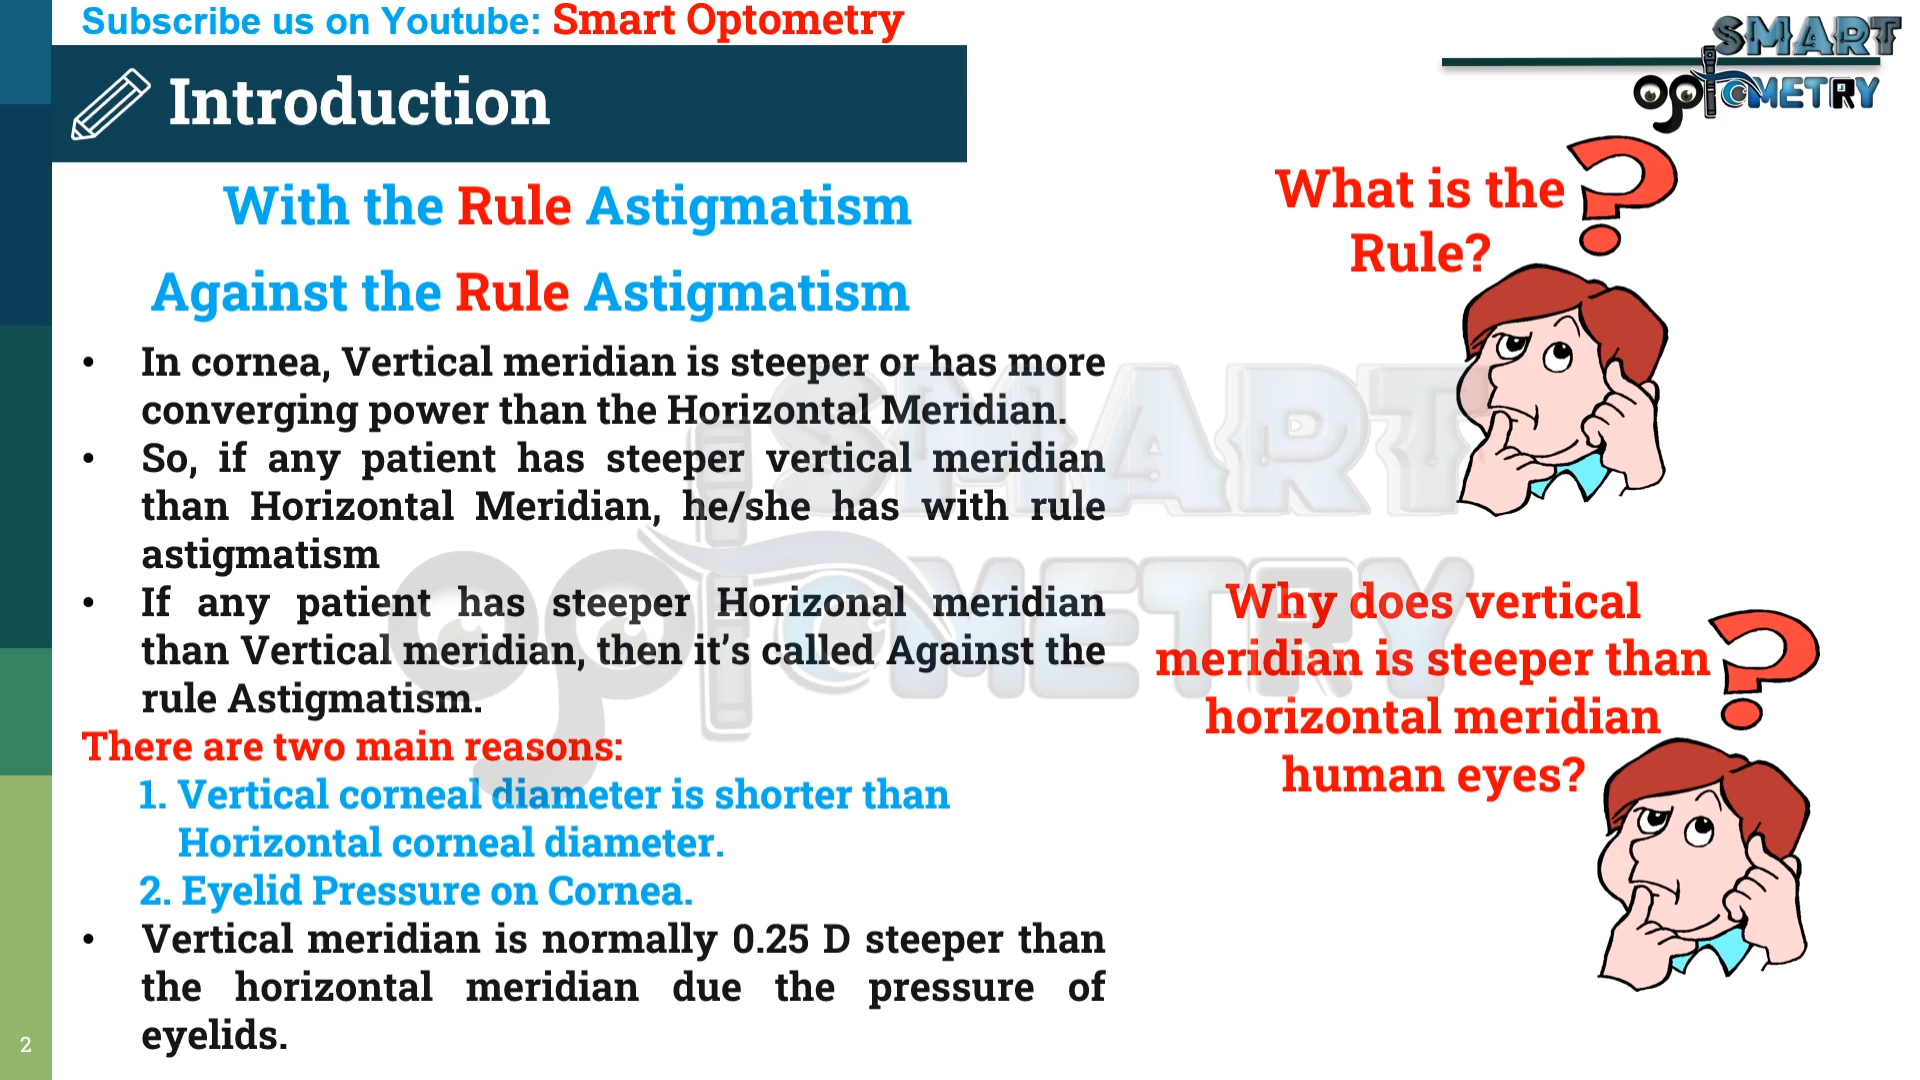 Subscribe us on Youtube: Smart Optometry
SMART
optOMETRY
Introduction
With the Rule Astigmatism
Against the Rule Astigmatism
• In cornea, Vertical meridian is steeper or has more
converging power than the Horizontal Meridian.
• So, if any patient has steeper vertical meridian
than Horizontal Meridian, he/she has with rule
astigmatism
• If any patient has steeper Horizonal meridian
than Vertical meridian, then it’s called Against the
rule Astigmatism.
There are two main reasons:
1. Vertical corneal diameter is shorter than
Horizontal corneal diameter.
2. Eyelid Pressure on Cornea.
• Vertical meridian is normally 0.25 D steeper than
the horizontal meridian due the pressure of
eyelids.
What is the
Rule?
?
Why does vertical
meridian is steeper than
horizontal meridian
human eyes?
?
SMART
optOMETRY
2